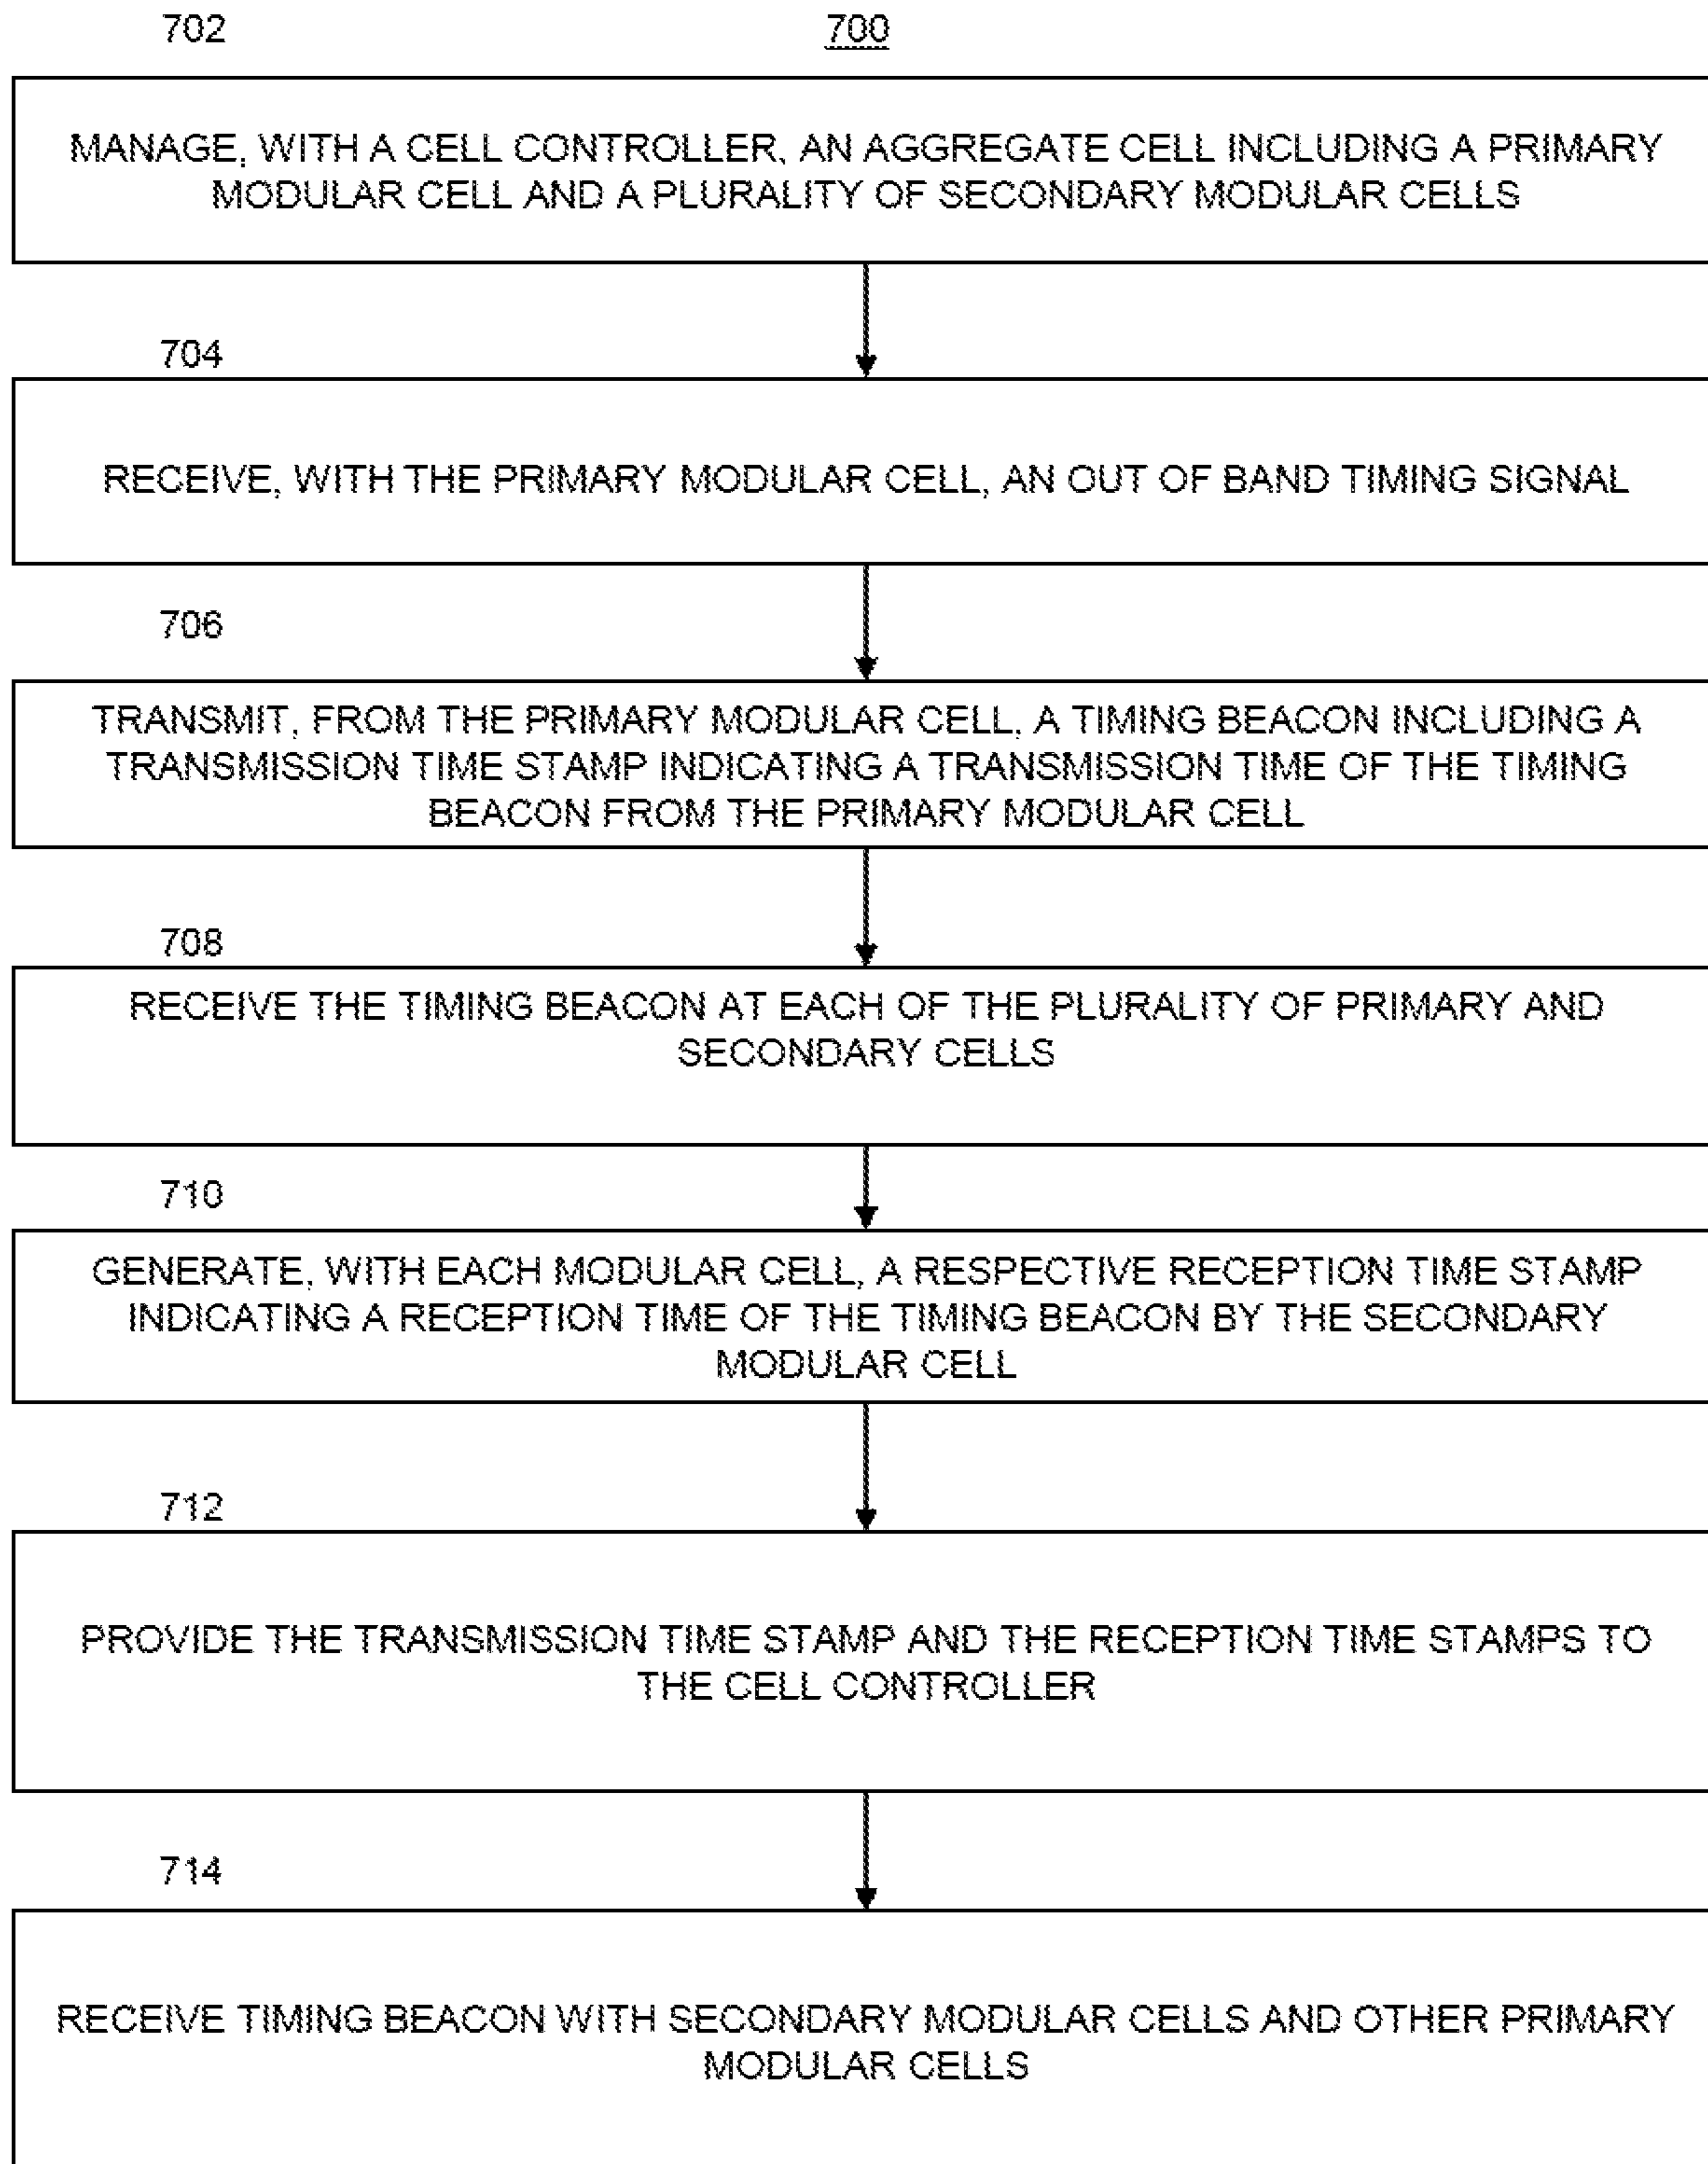 702
700
MANAGE, WITH A CELL CONTROLLER, AN AGGREGATE CELL INCLUDING A PRIMARY
MODULAR CELL AND A PLURALITY OF SECONDARY MODULAR CELLS
704
RECEIVE, WITH THE PRIMARY MODULAR CELL, AN OUT OF BAND TIMING SIGNAL
706
TRANSMIT, FROM THE PRIMARY MODULAR CELL, A TIMING BEACON INCLUDING A
TRANSMISSION TIME STAMP INDICATING A TRANSMISSION TIME OF THE TIMING
BEACON FROM THE PRIMARY MODULAR CELL
708
RECEIVE THE TIMING BEACON AT EACH OF THE PLURALITY OF PRIMARY AND
SECONDARY CELLS
710
GENERATE, WITH EACH MODULAR CELL, A RESPECTIVE RECEPTION TIME STAMP
INDICATING A RECEPTION TIME OF THE TIMING BEACON BY THE SECONDARY
MODULAR CELL
712
PROVIDE THE TRANSMISSION TIME STAMP AND THE RECEPTION TIME STAMPS TO
THE CELL CONTROLLER
714
RECEIVE TIMING BEACON WITH SECONDARY MODULAR CELLS AND OTHER PRIMARY
MODULAR CELLS